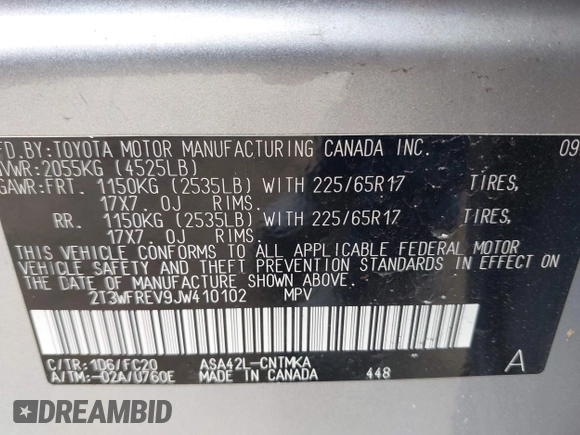 FD.BY:TOYOTA MOTOR MANUFACTURING CANADA INC. 09
VWR:2055KG (4525LB)
GAWR:FRT. 1150KG (2535LB) WITH 225/65R17 TIRES,
17X7. 0J RIMS.
RR. 1150KG (2535LB) WITH 225/65R17 TIRES,
17X7. 0J RIMS.
THIS VEHICLE CONFORMS TO ALL APPLICABLE FEDERAL MOTOR
VEHICLE SAFETY AND THEFT PREVENTION STANDARDS IN EFFECT ON
THE DATE OF MANUFACTURE SHOWN ABOVE.
2T3WFREV9JW410102 MPV
C/TR:1D6/FC20 ASA42L-CNTMKA A
A/TM:-02A/U760E MADE IN CANADA 448
DREAMBID